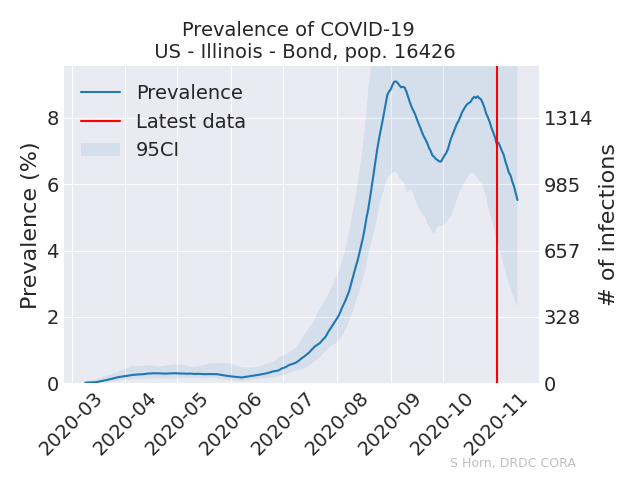 Prevalence of COVID-19
US - Illinois - Bond, pop. 16426
Prevalence
Latest data
95CI
Prevalence (%)
8
6
4
2
0
1314
985
657
328
0
# of infections
2020-03
2020-04
2020-05
2020-06
2020-07
2020-08
2020-09
2020-10
2020-11
S Horn, DRDC CORA